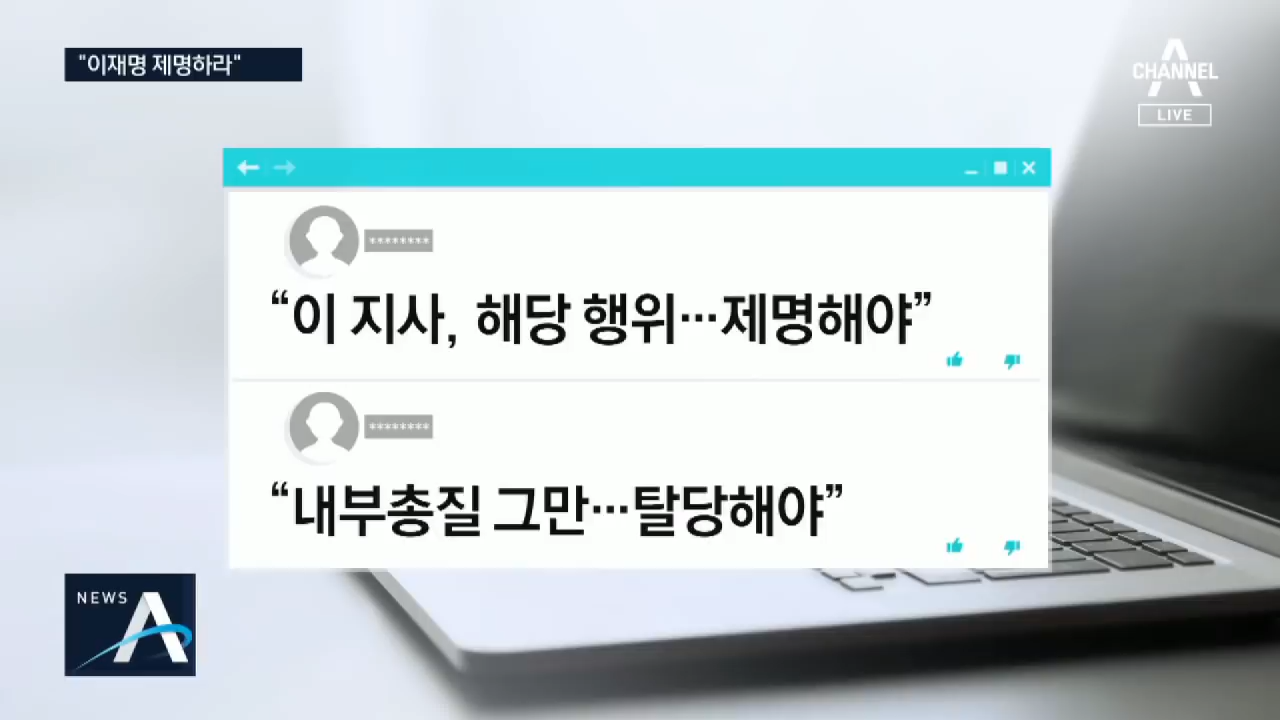 "이재명 제명하라"
CHANNEL A
LIVE
********
“이 지사, 해당 행위…제명해야”
********
“내부총질 그만…탈당해야”
NEWS A